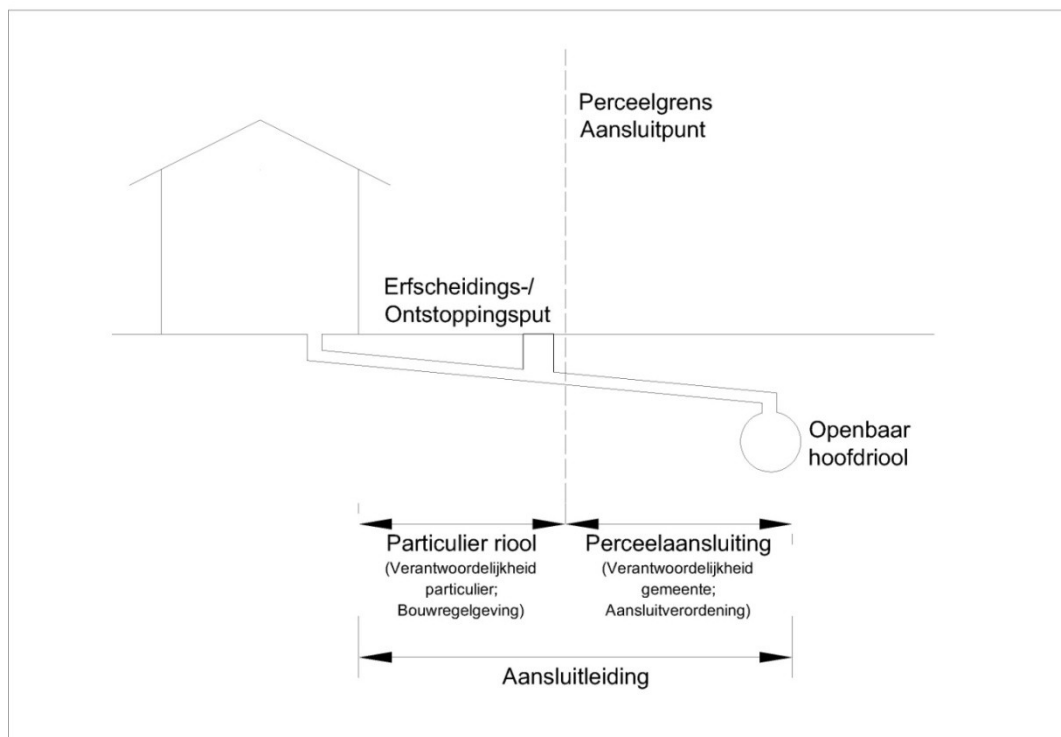 Perceelgrens
Aansluitpunt
Erfscheidings-/
Ontstoppingsput
Openbaar
hoofdriool
Particulier riool
(Verantwoordelijkheid
particulier;
Bouwregelgeving)
Perceelaansluiting
(Verantwoordelijkheid
gemeente;
Aansluitverordening)
Aansluitleiding